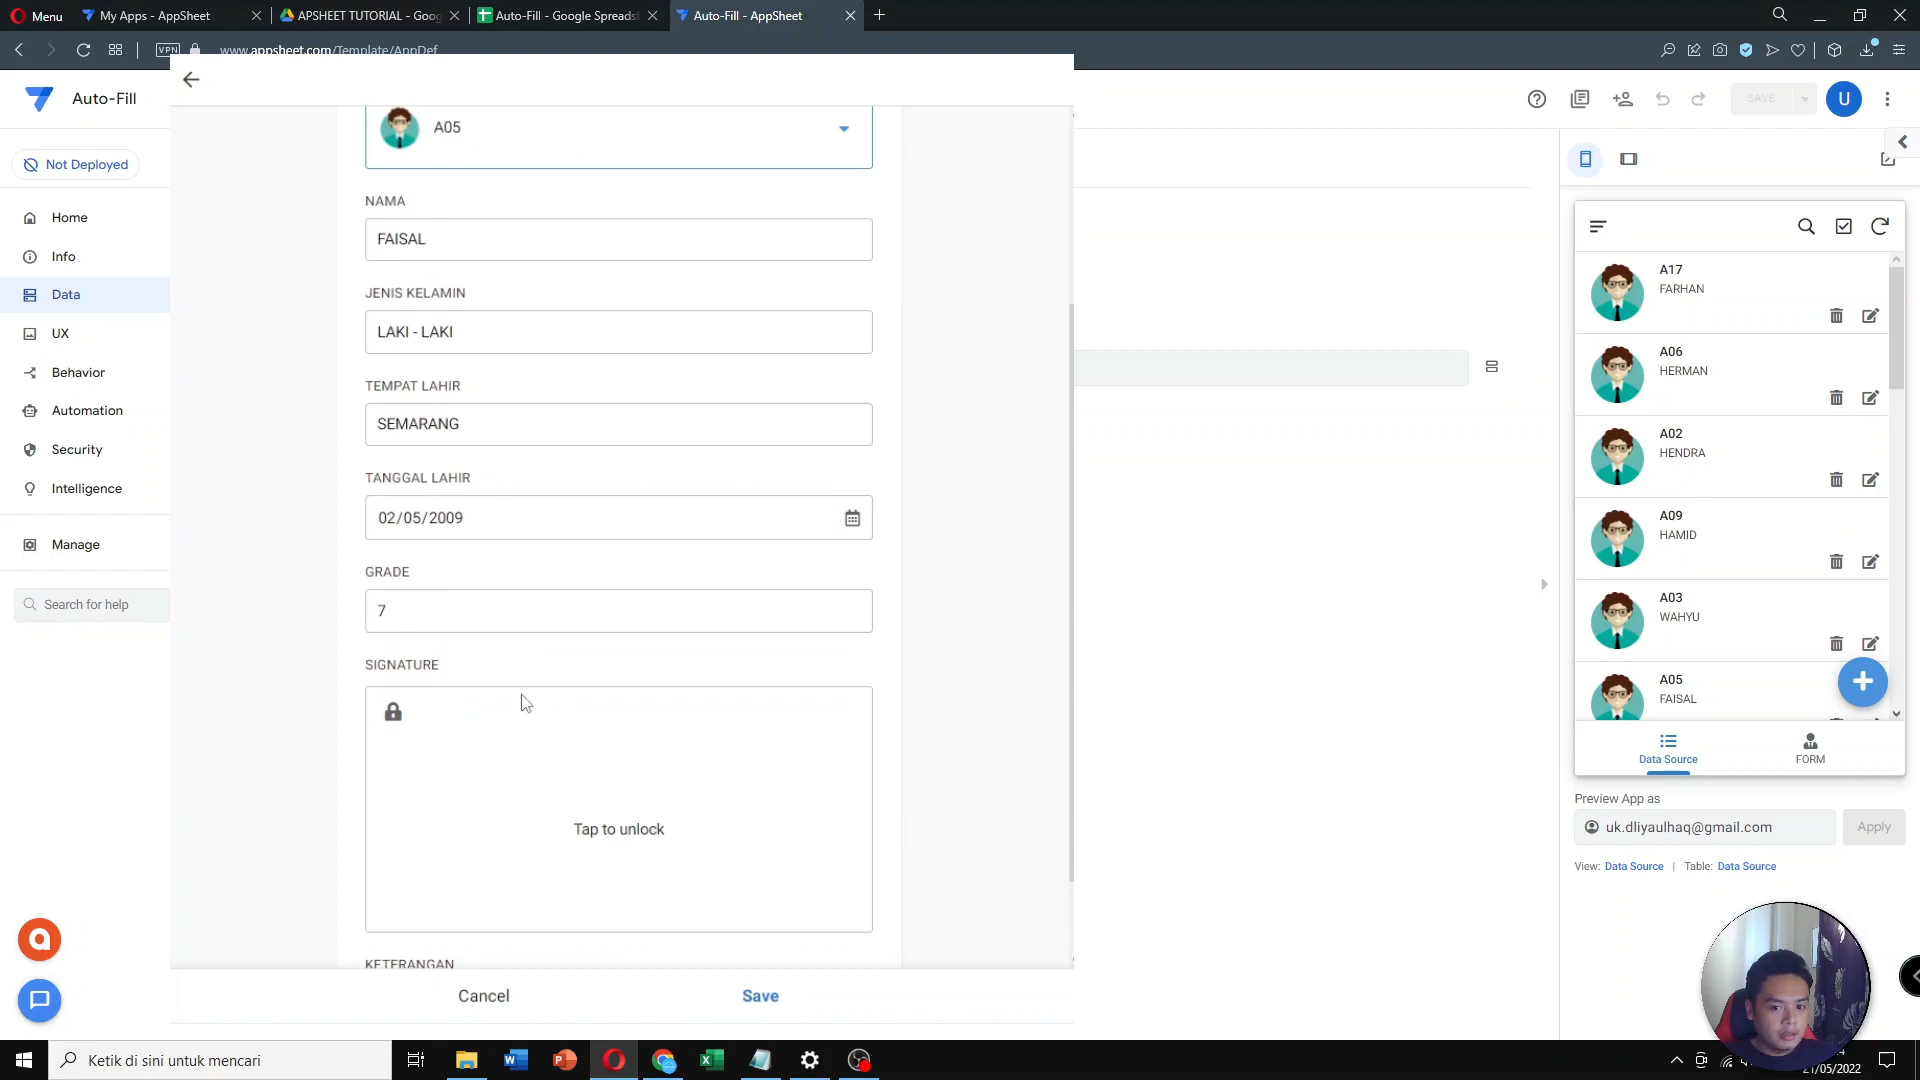 Menu
My Apps - AppSheet
APSHEET TUTORIAL - Goog
Auto-Fill - Google Spreadsh
Auto-Fill - AppSheet
VPN
www.appsheet.com/Template/AppDef
Auto-Fill
SAVE
U
Not Deployed
Home
Info
Data
UX
Behavior
Automation
Security
Intelligence
Manage
Search for help
A05
NAMA
FAISAL
JENIS KELAMIN
LAKI - LAKI
TEMPAT LAHIR
SEMARANG
TANGGAL LAHIR
02/05/2009
GRADE
7
SIGNATURE
Tap to unlock
KETERANGAN
Cancel
Save
A17
FARHAN
A06
HERMAN
A02
HENDRA
A09
HAMID
A03
WAHYU
A05
FAISAL
Data Source
FORM
Preview App as
uk.dliyaulhaq@gmail.com
Apply
View: Data Source | Table: Data Source
Ketik di sini untuk mencari
21/05/2022